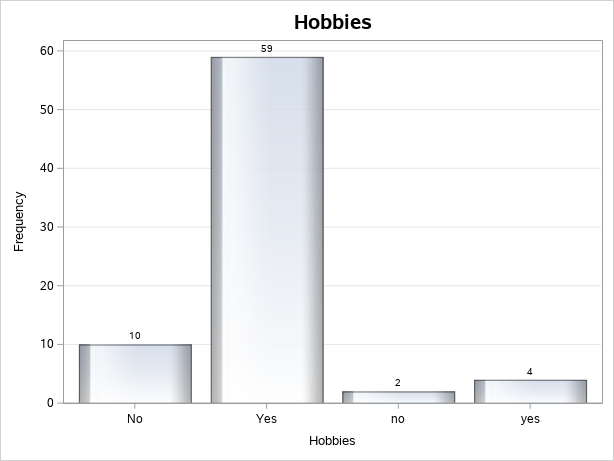 Hobbies
60
50
40
30
20
10
0
Frequency
10
59
2
4
No
Yes
no
yes
Hobbies